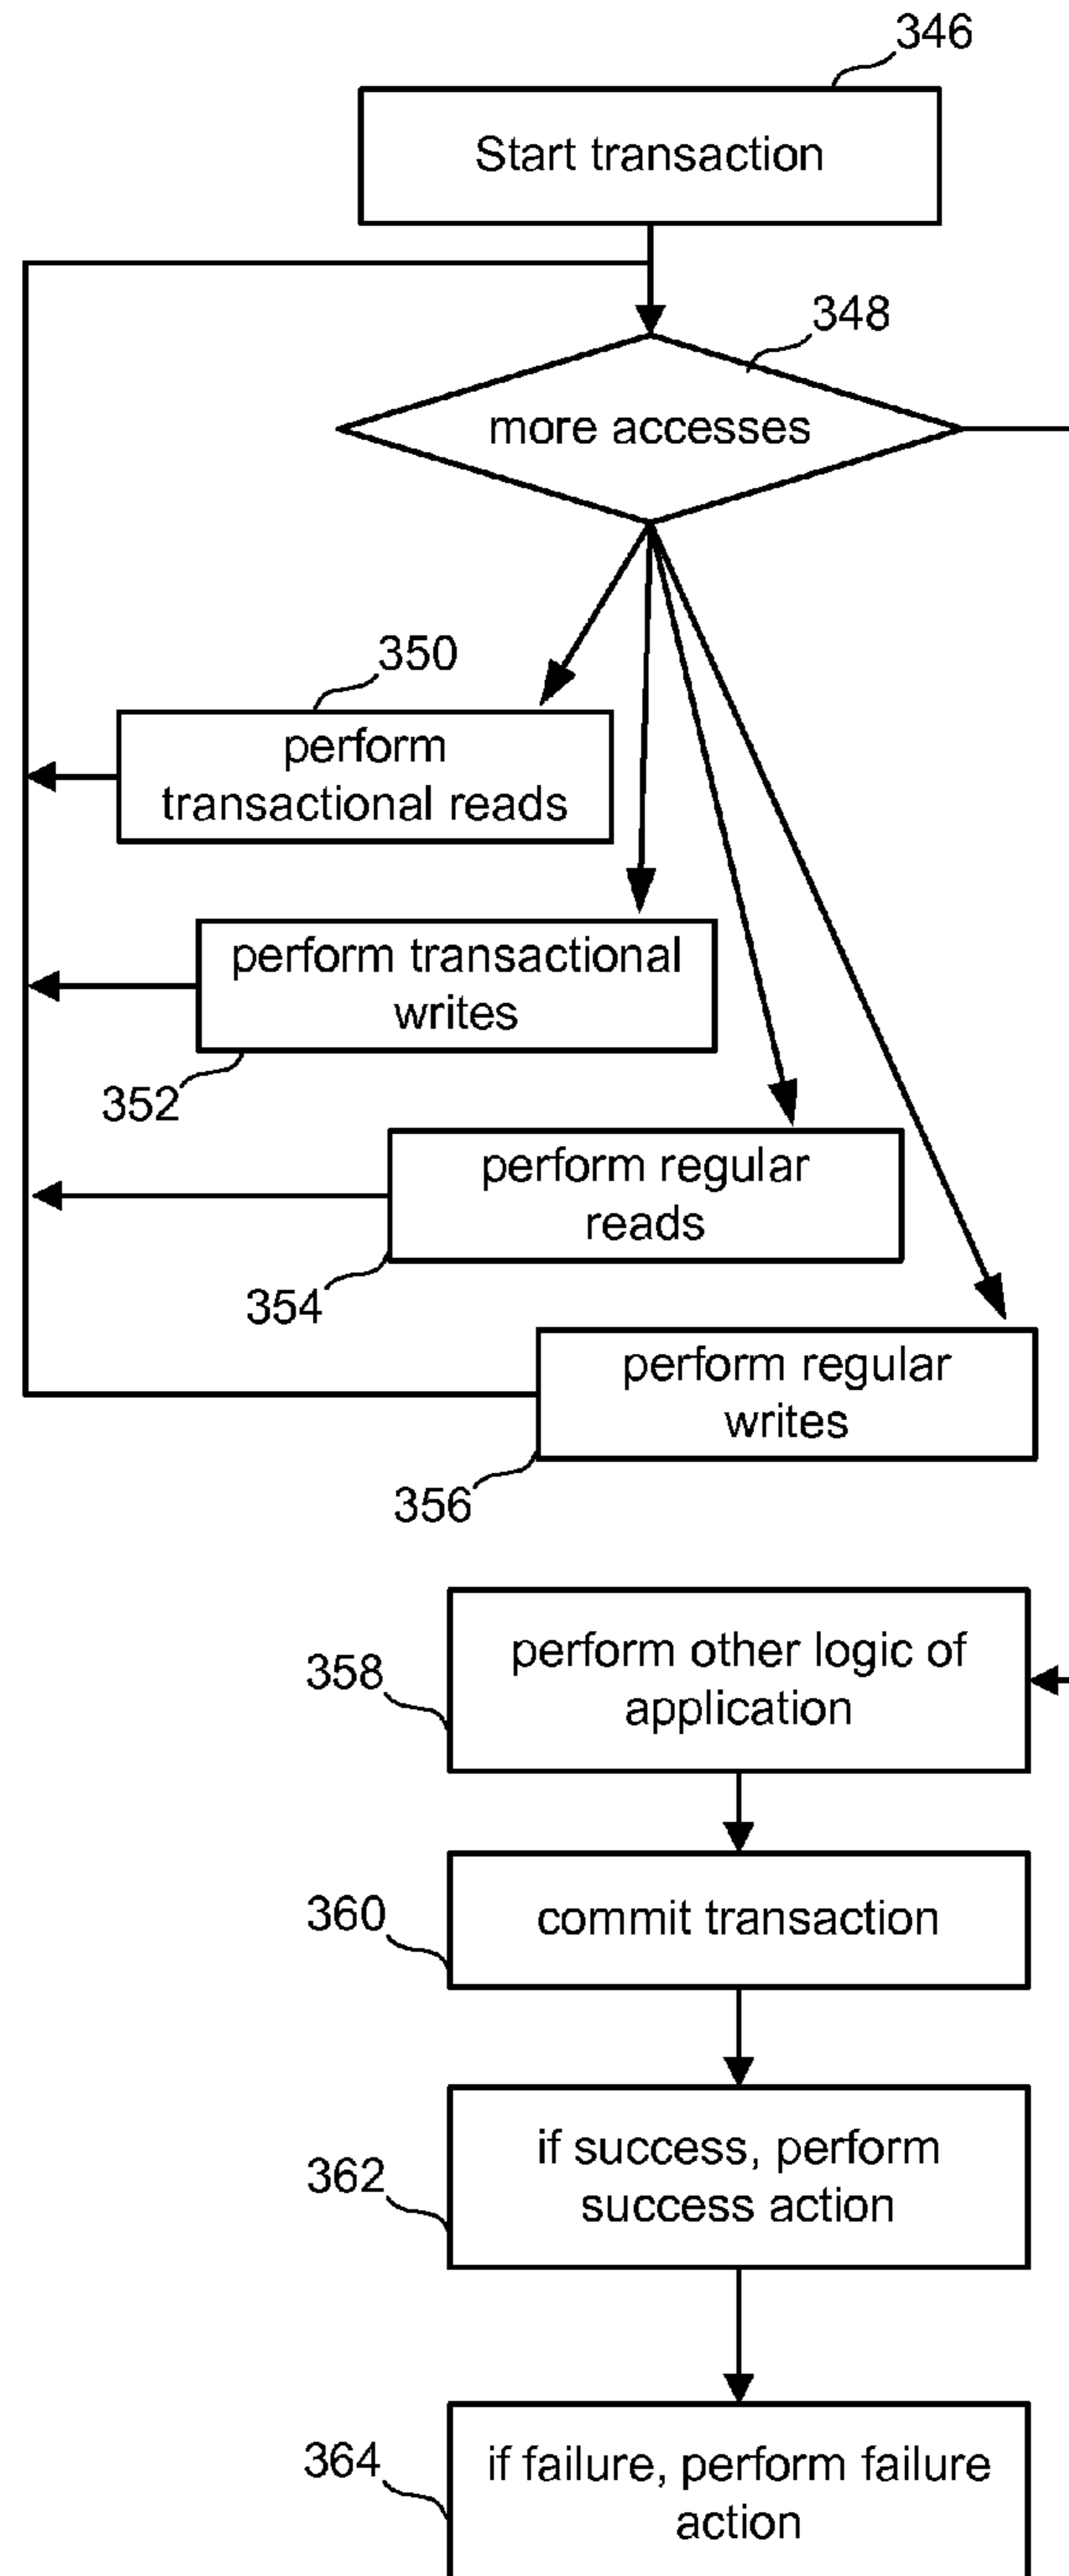 346
Start transaction
348
more accesses
350
perform
transactional reads
perform transactional
writes
352
perform regular
reads
354
perform regular
writes
356
358
perform other logic of
application
360
commit transaction
362
if success, perform
success action
364
if failure, perform failure
action